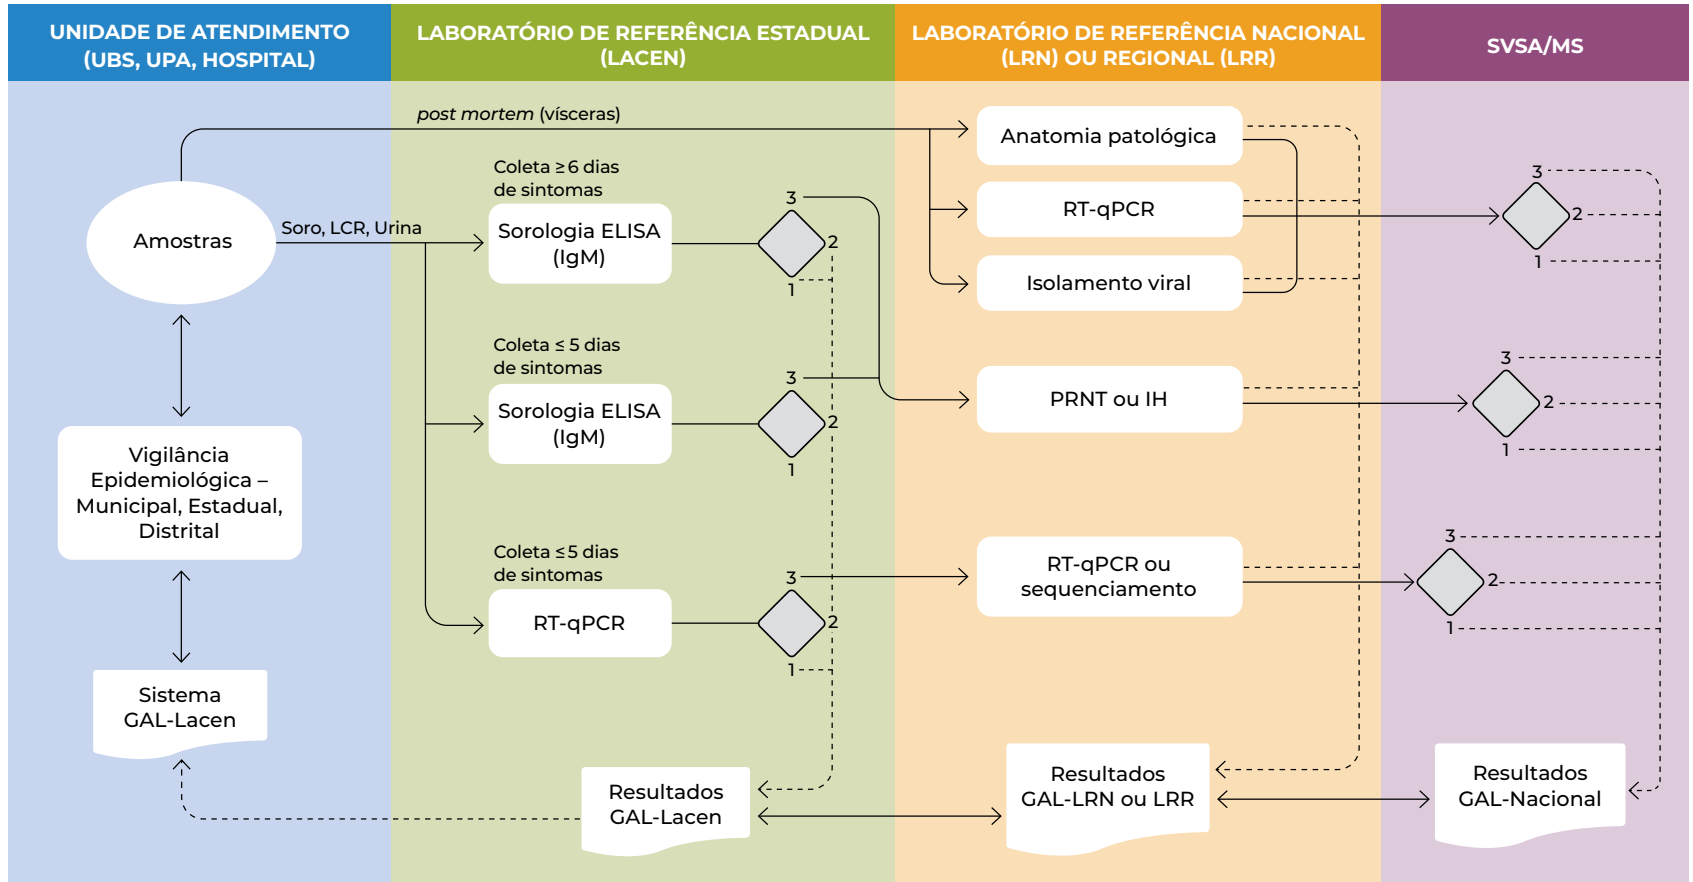 UNIDADE DE ATENDIMENTO
(UBS, UPA, HOSPITAL)
LABORATÓRIO DE REFERÊNCIA ESTADUAL
(LACEN)
LABORATÓRIO DE REFERÊNCIA NACIONAL
(LRN) OU REGIONAL (LRR)
SVSA/MS
Amostras
Vigilância
Epidemiológica –
Municipal, Estadual,
Distrital
Sistema
GAL-Lacen
post mortem (vísceras)
Soro, LCR, Urina
Coleta ≥ 6 dias
de sintomas
Sorologia ELISA
(IgM)
3
2
1
Coleta ≤ 5 dias
de sintomas
Sorologia ELISA
(IgM)
3
2
1
Coleta ≤ 5 dias
de sintomas
RT-qPCR
3
2
1
Resultados
GAL-Lacen
Anatomia patológica
RT-qPCR
Isolamento viral
PRNT ou IH
RT-qPCR ou
sequenciamento
Resultados
GAL-LRN ou LRR
3
2
1
3
2
1
3
2
1
Resultados
GAL-Nacional